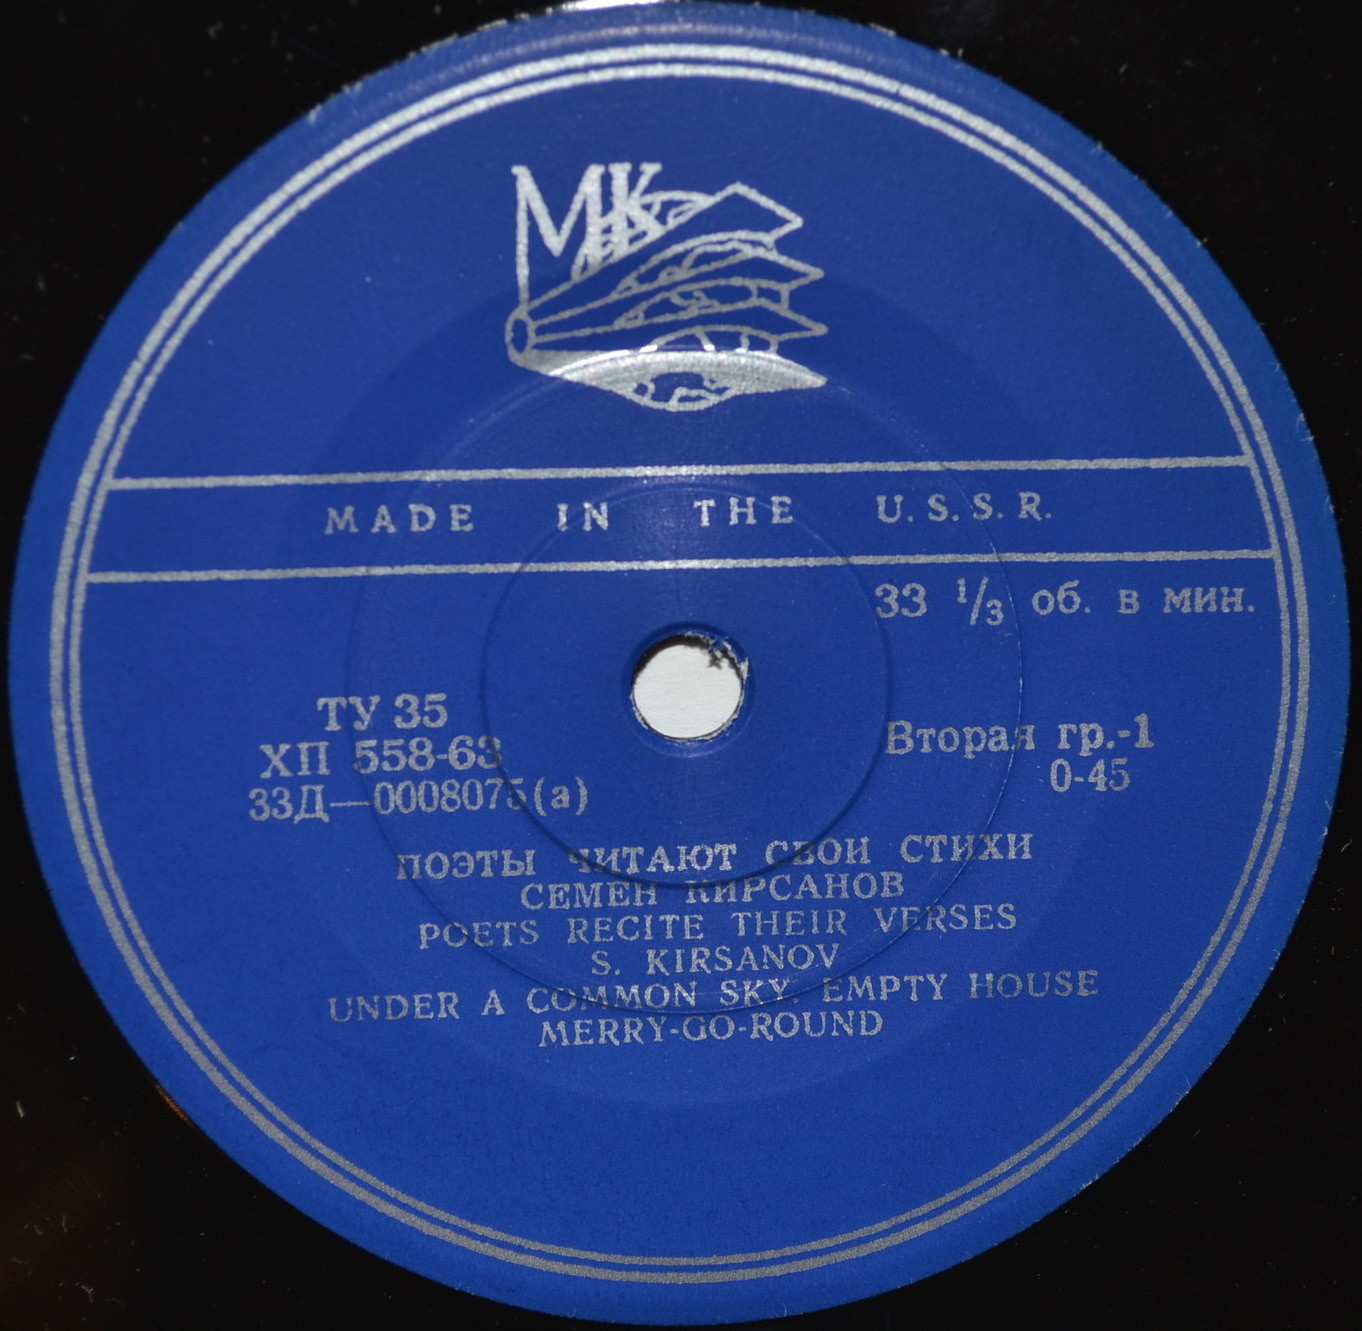 МК
MADE IN THE U.S.S.R.
33 1/3 об. в мин.
ТУ 35
ХП 558-63
33Д—0008075(а)
Вторая гр.-1
0-45
ПОЭТЫ ЧИТАЮТ СВОИ СТИХИ
СЕМЕН КИРСАНОВ
POETS RECITE THEIR VERSES
S. KIRSANOV
UNDER A COMMON SKY EMPTY HOUSE
MERRY-GO-ROUND